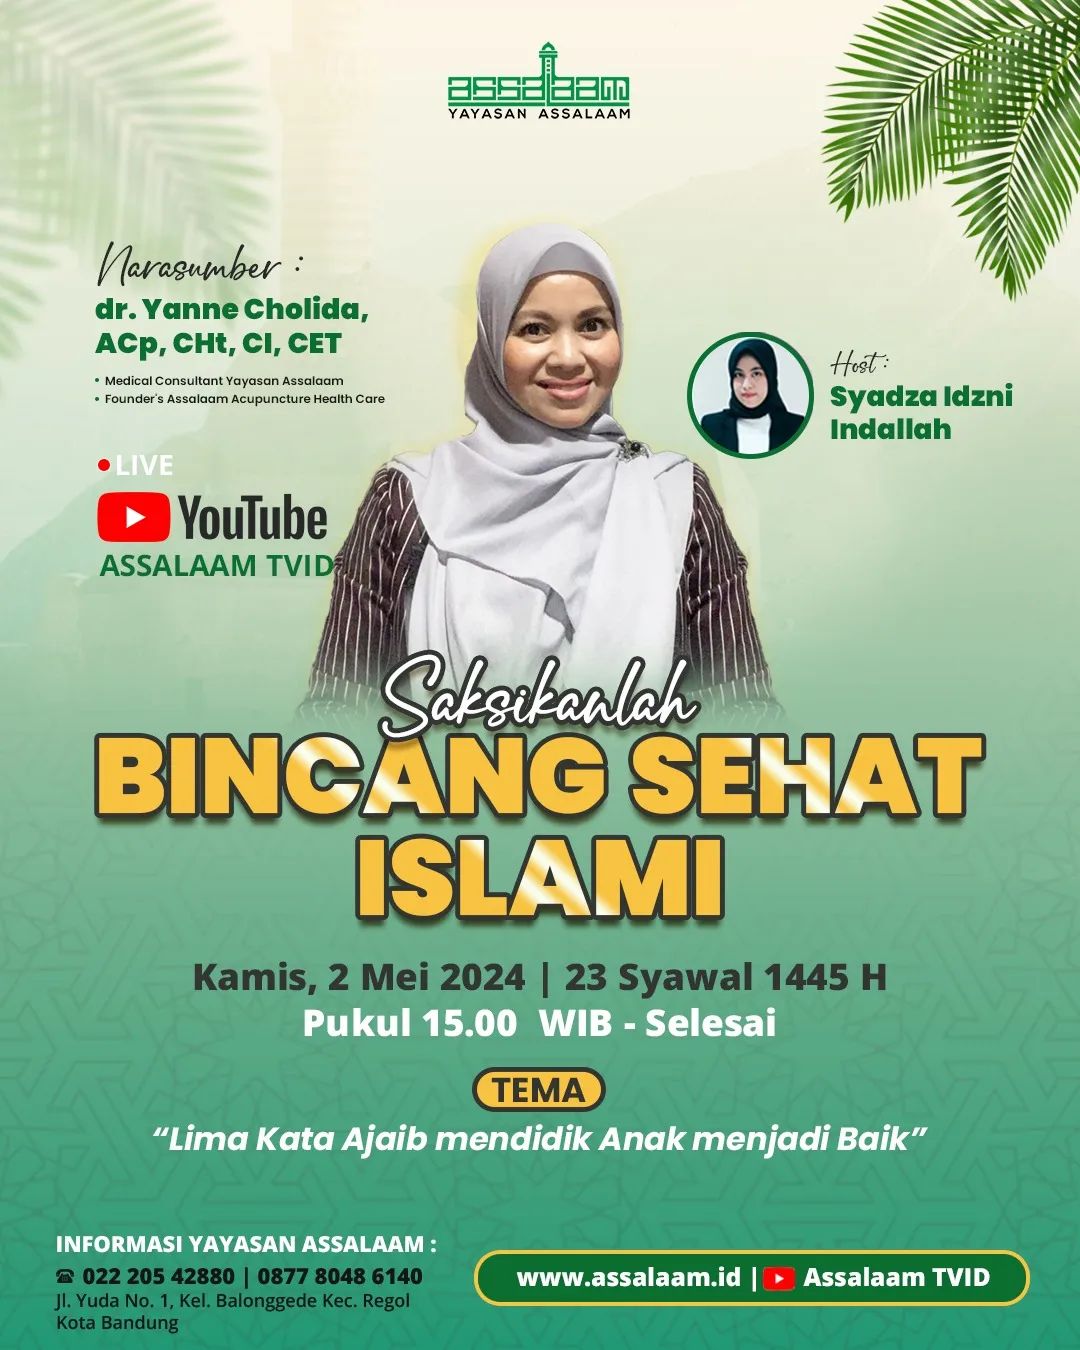 assalaam
YAYASAN ASSALAAM
Narasumber :
dr. Yanne Cholida,
ACp, CHt, CI, CET
• Medical Consultant Yayasan Assalaam
• Founder's Assalaam Acupuncture Health Care
Host :
Syadza Idzni
Indallah
LIVE
YouTube
ASSALAAM TVID
Saksikanlah
BINCANG SEHAT
ISLAMI
Kamis, 2 Mei 2024 | 23 Syawal 1445 H
Pukul 15.00 WIB - Selesai
TEMA
“Lima Kata Ajaib mendidik Anak menjadi Baik”
INFORMASI YAYASAN ASSALAAM :
☎ 022 205 42880 | 0877 8048 6140
Jl. Yuda No. 1, Kel. Balonggede Kec. Regol
Kota Bandung
www.assalaam.id | Assalaam TVID